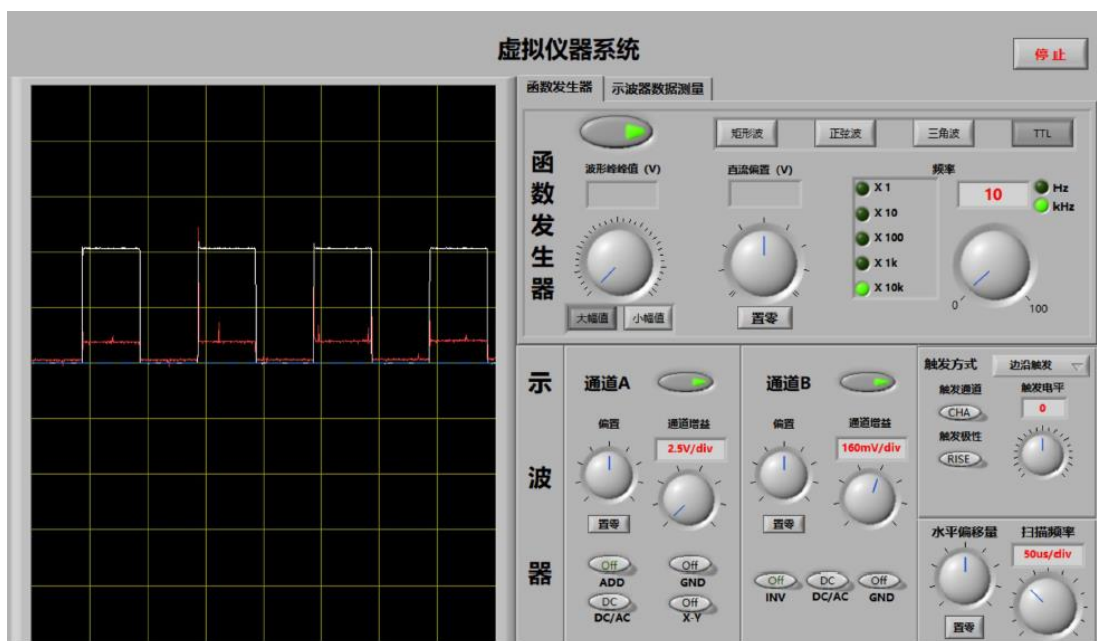 虚拟仪器系统
停止
函数发生器 示波器数据测量
函数发生器
矩形波 正弦波 三角波 TTL
波形峰峰值 (V) 直流偏置 (V) 频率
X 1
X 10
X 100
X 1k
X 10k
10 Hz
kHz
0 100
大幅值 小幅值 置零
示波器
通道A
偏置 通道增益
2.5V/div
置零
Off Off
ADD GND
DC Off
DC/AC X-Y
通道B
偏置 通道增益
160mV/div
置零
Off DC Off
INV DC/AC GND
触发方式 边沿触发
触发通道 触发电平
CHA 0
触发极性
RISE
水平偏移量 扫描频率
50us/div
置零